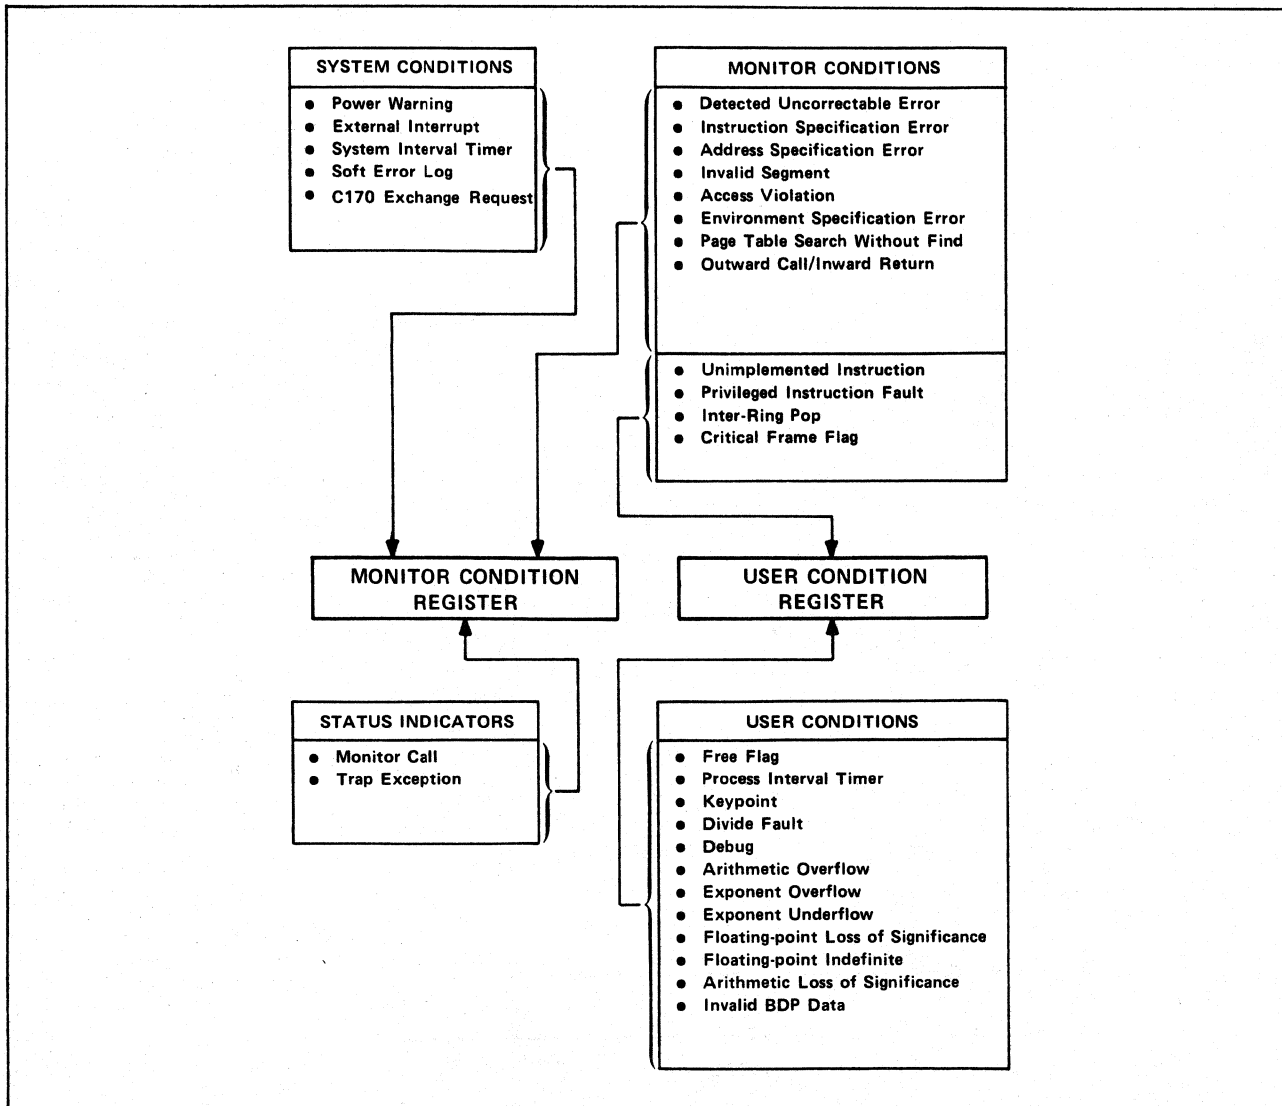 SYSTEM CONDITIONS
● Power Warning
● External Interrupt
● System Interval Timer
● Soft Error Log
● C170 Exchange Request
MONITOR CONDITIONS
● Detected Uncorrectable Error
● Instruction Specification Error
● Address Specification Error
● Invalid Segment
● Access Violation
● Environment Specification Error
● Page Table Search Without Find
● Outward Call/Inward Return
● Unimplemented Instruction
● Privileged Instruction Fault
● Inter-Ring Pop
● Critical Frame Flag
MONITOR CONDITION
REGISTER
USER CONDITION
REGISTER
STATUS INDICATORS
● Monitor Call
● Trap Exception
USER CONDITIONS
● Free Flag
● Process Interval Timer
● Keypoint
● Divide Fault
● Debug
● Arithmetic Overflow
● Exponent Overflow
● Exponent Underflow
● Floating-point Loss of Significance
● Floating-point Indefinite
● Arithmetic Loss of Significance
● Invalid BDP Data